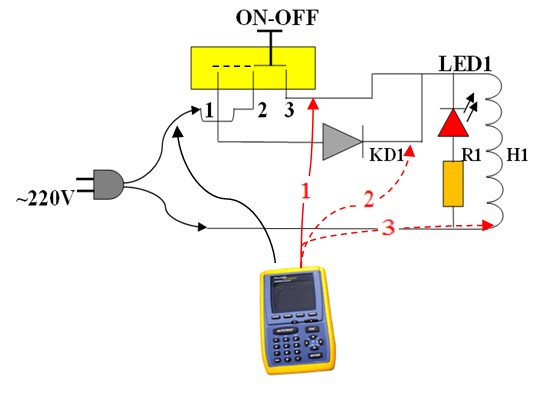 ON-OFF
LED1
1 2 3
KD1
R1
H1
~220V
1
2
3